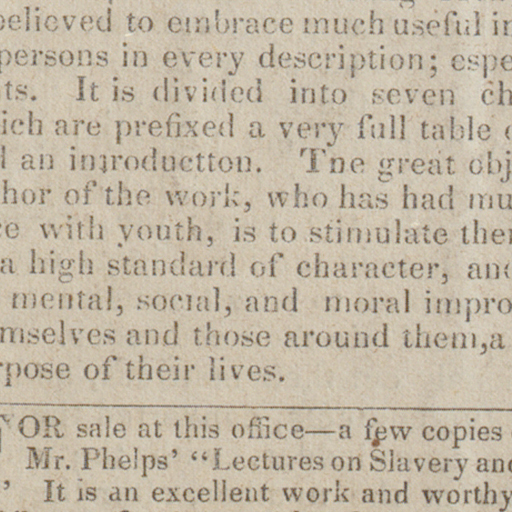 believed to embrace much useful in
persons in every description; espe
ts. It is divided into seven ch
ich are prefixed a very full table
an introductton. Tne great obj
hor of the work, who has had mu
ce with youth, is to stimulate the
a high standard of character, an
mental, social, and moral impro
mselves and those around them,a
rpose of their lives.
FOR sale at this office—a few copies
Mr. Phelps' "Lectures on Slavery and
' It is an excellent work and worthy